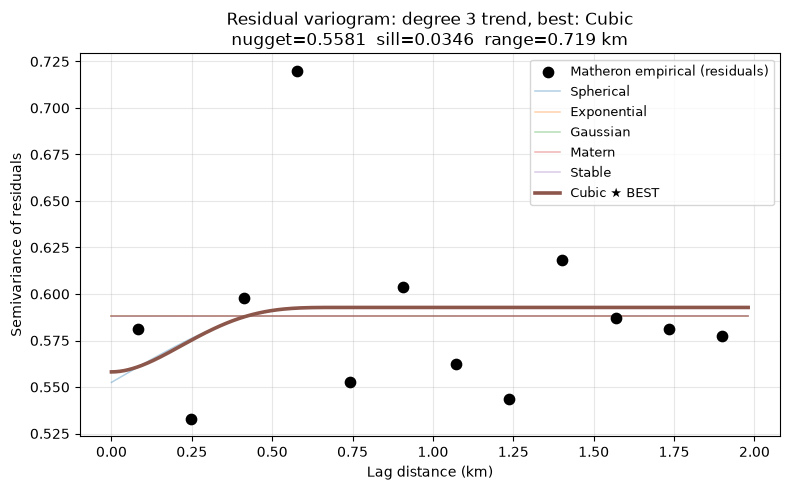 Residual variogram: degree 3 trend, best: Cubic
nugget=0.5581  sill=0.0346  range=0.719 km
Semivariance of residuals
0.725
0.700
0.675
0.650
0.625
0.600
0.575
0.550
0.525
Matheron empirical (residuals)
Spherical
Exponential
Gaussian
Matern
Stable
Cubic ★ BEST
0.00
0.25
0.50
0.75
1.00
1.25
1.50
1.75
2.00
Lag distance (km)